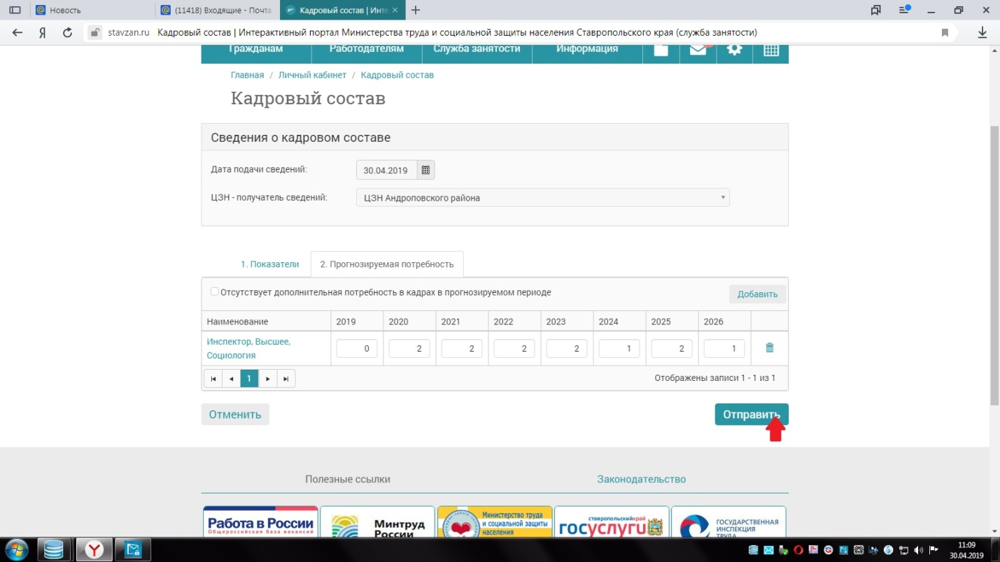 Новость
(11418) Входящие - Почта
Кадровый состав | Инте
stavzan.ru Кадровый состав | Интерактивный портал Министерства труда и социальной защиты населения Ставропольского края (служба занятости)
Гражданам Работодателям Служба занятости Информация
Главная / Личный кабинет / Кадровый состав
Кадровый состав
Сведения о кадровом составе
Дата подачи сведений: 30.04.2019
ЦЗН - получатель сведений: ЦЗН Андроповского района
1. Показатели 2. Прогнозируемая потребность
Отсутствует дополнительная потребность в кадрах в прогнозируемом периоде Добавить
Наименование 2019 2020 2021 2022 2023 2024 2025 2026
Инспектор, Высшее,
Социология 0 2 2 2 2 1 2 1
1 Отображены записи 1 - 1 из 1
Отменить Отправить
Полезные ссылки Законодательство
Работа в России
Общероссийская база вакансий
Минтруд
России
Министерство труда
и социальной защиты
населения
ставропольскийкрай
госуслуги
ГОСУДАРСТВЕННАЯ
ИНСПЕКЦИЯ
ТРУДА
11:09
30.04.2019